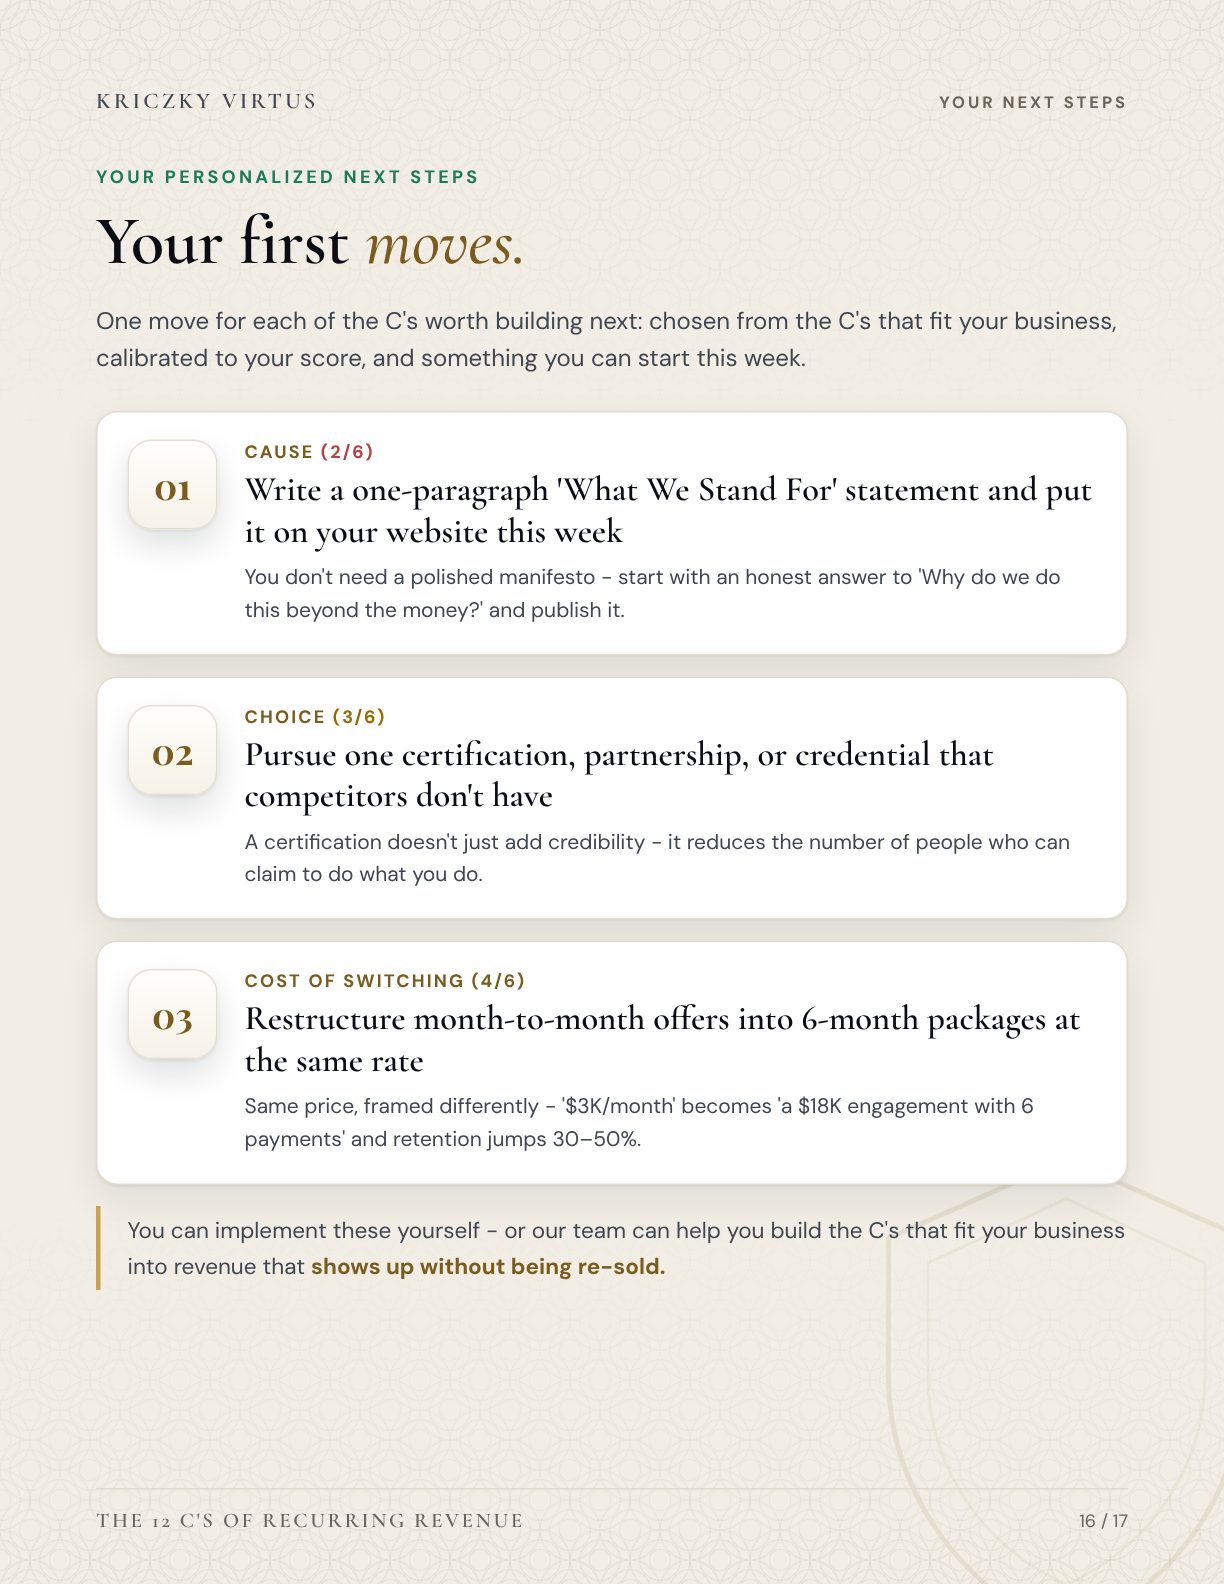 KRICZKY VIRTUS
YOUR NEXT STEPS
YOUR PERSONALIZED NEXT STEPS
Your first moves.
One move for each of the C's worth building next: chosen from the C's that fit your business,
calibrated to your score, and something you can start this week.
01
CAUSE (2/6)
Write a one-paragraph 'What We Stand For' statement and put
it on your website this week
You don't need a polished manifesto - start with an honest answer to 'Why do we do
this beyond the money?' and publish it.
02
CHOICE (3/6)
Pursue one certification, partnership, or credential that
competitors don't have
A certification doesn't just add credibility - it reduces the number of people who can
claim to do what you do.
03
COST OF SWITCHING (4/6)
Restructure month-to-month offers into 6-month packages at
the same rate
Same price, framed differently - '$3K/month' becomes 'a $18K engagement with 6
payments' and retention jumps 30–50%.
You can implement these yourself - or our team can help you build the C's that fit your business
into revenue that shows up without being re-sold.
THE 12 C'S OF RECURRING REVENUE
16 / 17